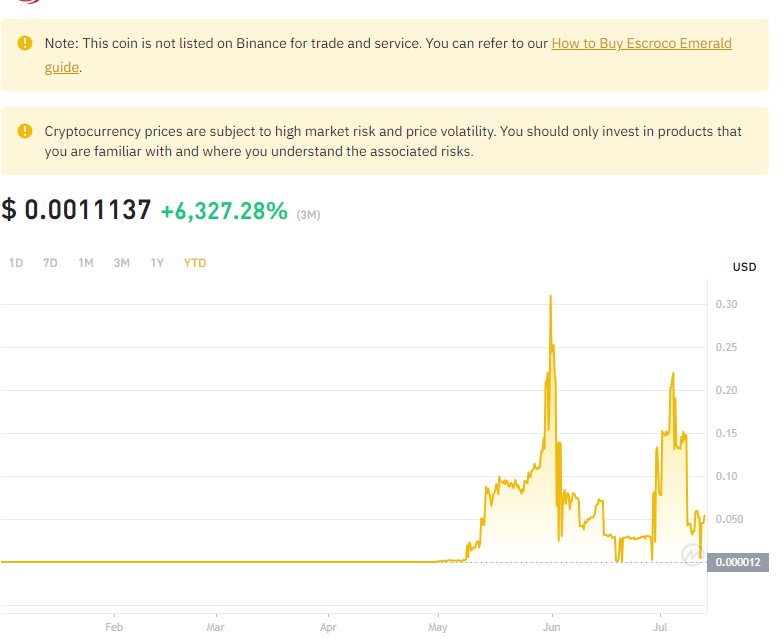 Note: This coin is not listed on Binance for trade and service. You can refer to our How to Buy Escroco Emerald
guide.
Cryptocurrency prices are subject to high market risk and price volatility. You should only invest in products that
you are familiar with and where you understand the associated risks.
$ 0.0011137 +6,327.28% (3M)
1D 7D 1M 3M 1Y YTD
USD
0.30
0.25
0.20
0.15
0.10
0.050
0.000012
Feb Mar Apr May Jun Jul